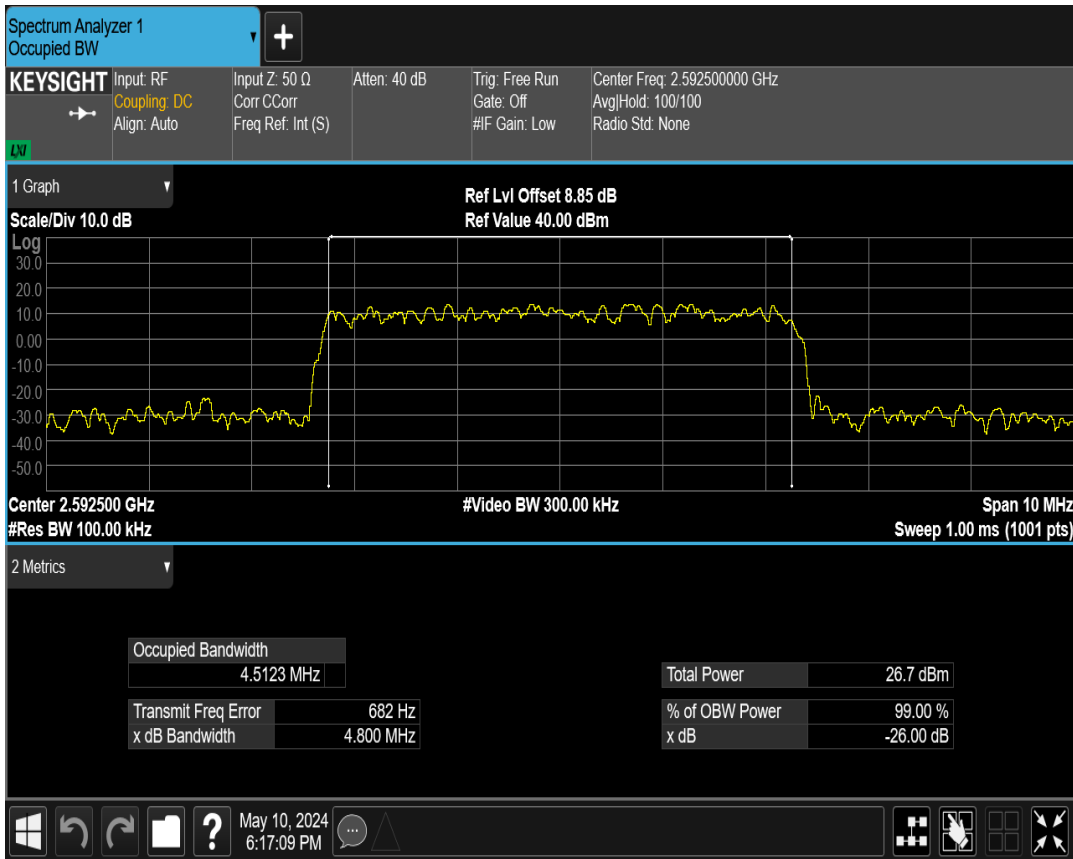 Spectrum Analyzer 1
Occupied BW
KEYSIGHT
LXI
Input: RF
Coupling: DC
Align: Auto
Input Z: 50 Ω
Corr CCorr
Freq Ref: Int (S)
Atten: 40 dB
Trig: Free Run
Gate: Off
#IF Gain: Low
Center Freq: 2.592500000 GHz
Avg|Hold: 100/100
Radio Std: None
1 Graph
Scale/Div 10.0 dB
Ref Lvl Offset 8.85 dB
Ref Value 40.00 dBm
Log
30.0
20.0
10.0
0.00
-10.0
-20.0
-30.0
-40.0
-50.0
Center 2.592500 GHz
#Video BW 300.00 kHz
Span 10 MHz
#Res BW 100.00 kHz
Sweep 1.00 ms (1001 pts)
2 Metrics
Occupied Bandwidth
4.5123 MHz
Total Power 26.7 dBm
Transmit Freq Error 682 Hz
% of OBW Power 99.00 %
x dB Bandwidth 4.800 MHz
x dB -26.00 dB
?
May 10, 2024
6:17:09 PM